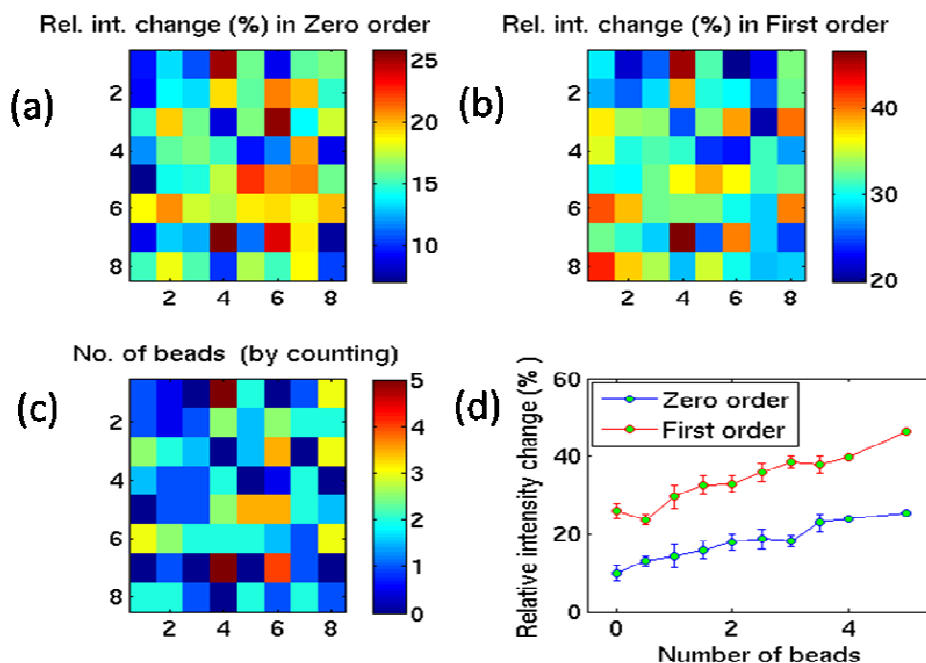 Rel. int. change (%) in Zero order
(a)
2
4
6
8
2 4 6 8
25
20
15
10
Rel. int. change (%) in First order
(b)
2
4
6
8
2 4 6 8
40
30
20
No. of beads (by counting)
(c)
2
4
6
8
2 4 6 8
5
4
3
2
1
0
(d)
Relative intensity change (%)
60
40
20
0
Zero order
First order
0 2 4
Number of beads